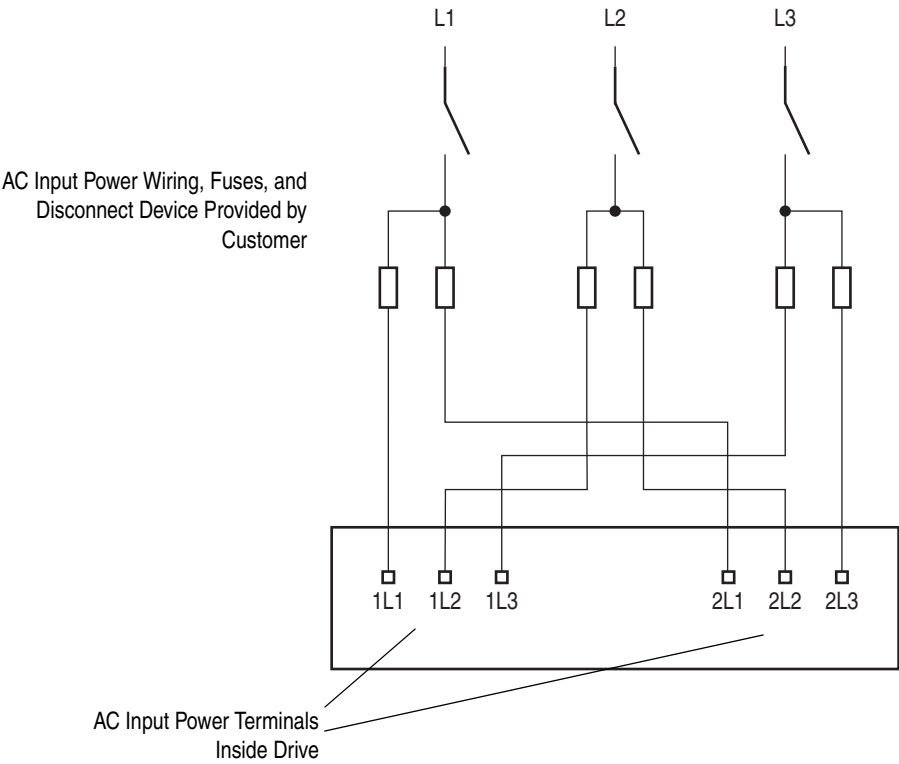 L1 L2 L3
AC Input Power Wiring, Fuses, and
Disconnect Device Provided by
Customer
1L1 1L2 1L3 2L1 2L2 2L3
AC Input Power Terminals
Inside Drive